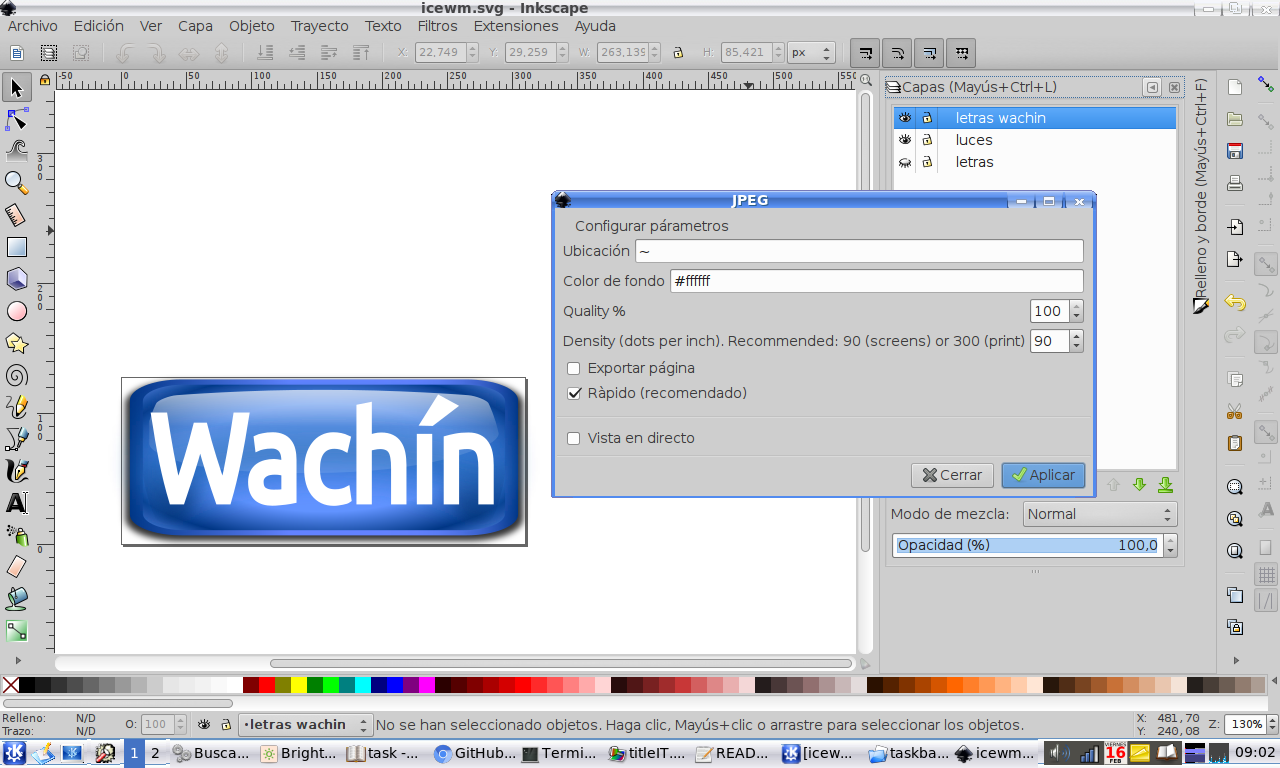 icewm.svg - Inkscape
Archivo Edición Ver Capa Objeto Trayecto Texto Filtros Extensiones Ayuda
X: 22,749 Y: 29,259 W: 263,139 H: 85,421 px
-50 0 50 100 150 200 250 300 400 450 500 550
Capas (Mayús+Ctrl+L)
letras wachin
luces
letras
Relleno y borde (Mayús+Ctrl+F)
JPEG
Configurar párametros
Ubicación ~
Color de fondo #ffffff
Quality % 100
Density (dots per inch). Recommended: 90 (screens) or 300 (print) 90
Exportar página
Ràpido (recomendado)
Vista en directo
Cerrar Aplicar
300
200
100
0
Wachín
Modo de mezcla: Normal
Opacidad (%) 100,0
Relleno: N/D
Trazo: N/D
O: 100
•letras wachin
No se han seleccionado objetos. Haga clic, Mayús+clic o arrastre para seleccionar los objetos.
X: 481,70
Y: 240,08
Z: 130%
1 2 Busca... Bright... task - GitHub Termi... titleIT... READ [icew... taskba... icewm... VIERNES 16 FEB 09:02